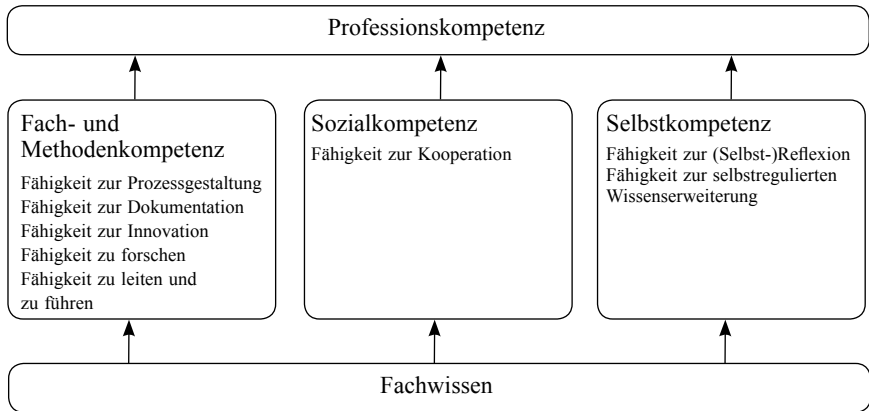 Professionskompetenz
Fach- und
Methodenkompetenz
Fähigkeit zur Prozessgestaltung
Fähigkeit zur Dokumentation
Fähigkeit zur Innovation
Fähigkeit zu forschen
Fähigkeit zu leiten und
zu führen
Sozialkompetenz
Fähigkeit zur Kooperation
Selbstkompetenz
Fähigkeit zur (Selbst-)Reflexion
Fähigkeit zur selbstregulierten
Wissenserweiterung
Fachwissen